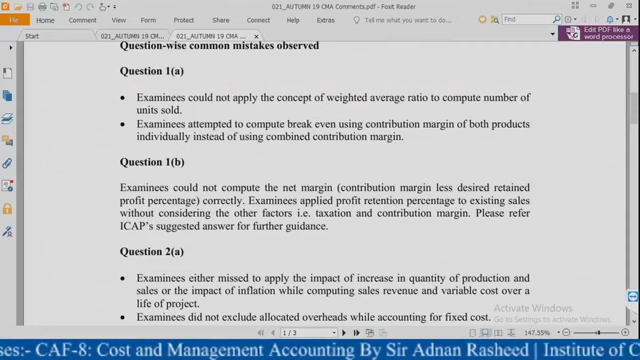 021_AUTUMN 19 CMA Comments.pdf - Foxit Reader
File
Home
Comment
View
Form
Protect
Share
Connect
Help
Extras
Tell me what you want to do...
Find
Start
021_AUTUMN 19 CMA...
021_AUTUMN 19 CMA Comm...
Edit PDF like a
word processor
Question-wise common mistakes observed
Question 1(a)
• Examinees could not apply the concept of weighted average ratio to compute number of
units sold.
• Examinees attempted to compute break even using contribution margin of both products
individually instead of using combined contribution margin.
Question 1(b)
Examinees could not compute the net margin (contribution margin less desired retained
profit percentage) correctly. Examinees applied profit retention percentage to existing sales
without considering the other factors i.e. taxation and contribution margin. Please refer
ICAP's suggested answer for further guidance.
Question 2(a)
• Examinees either missed to apply the impact of increase in quantity of production and
sales or the impact of inflation while computing sales revenue and variable cost over a
life of project.
• Examinees did not exclude allocated overheads while accounting for fixed cost.
Activate Windows
Go to Settings to activate Windows.
1 / 3
147.55%
ses:- CAF-8: Cost and Management Accounting By Sir Adnan Rasheed | Institute of C